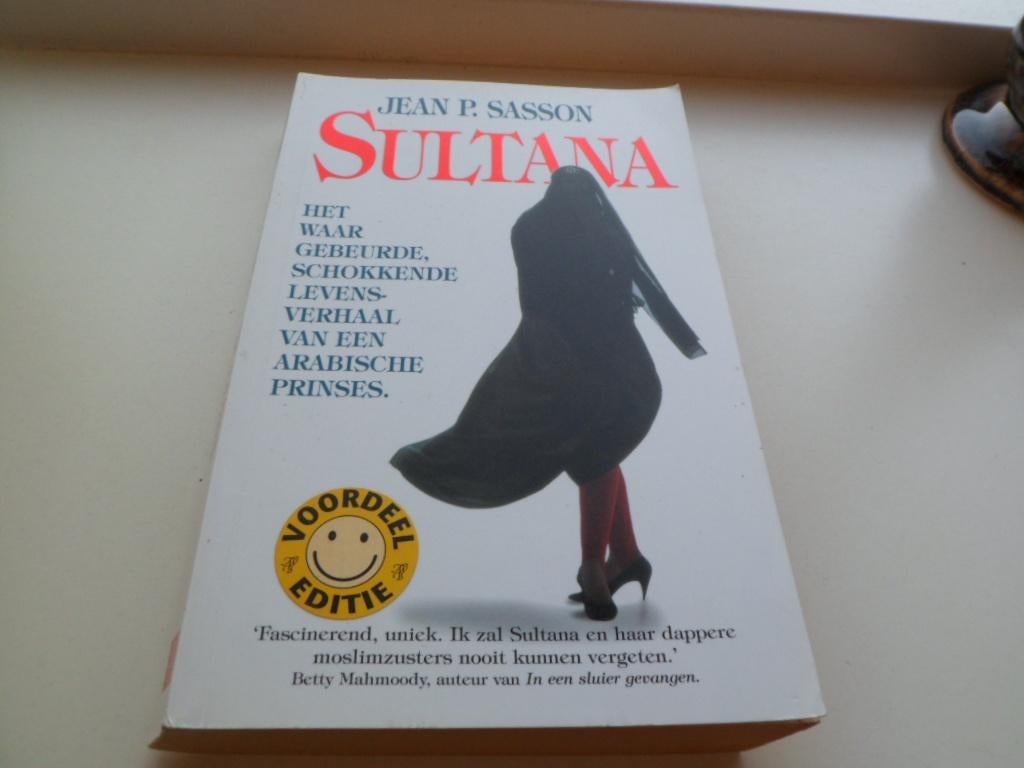 JEAN P. SASSON
SULTANA
HET
WAAR
GEBEURDE,
SCHOKKENDE
LEVENS-
VERHAAL
VAN EEN
ARABISCHE
PRINSES.
VOORDEEL
EDITIE
‘Fascinerend, uniek. Ik zal Sultana en haar dappere
moslimzusters nooit kunnen vergeten.’
Betty Mahmoody, auteur van In een sluier gevangen.